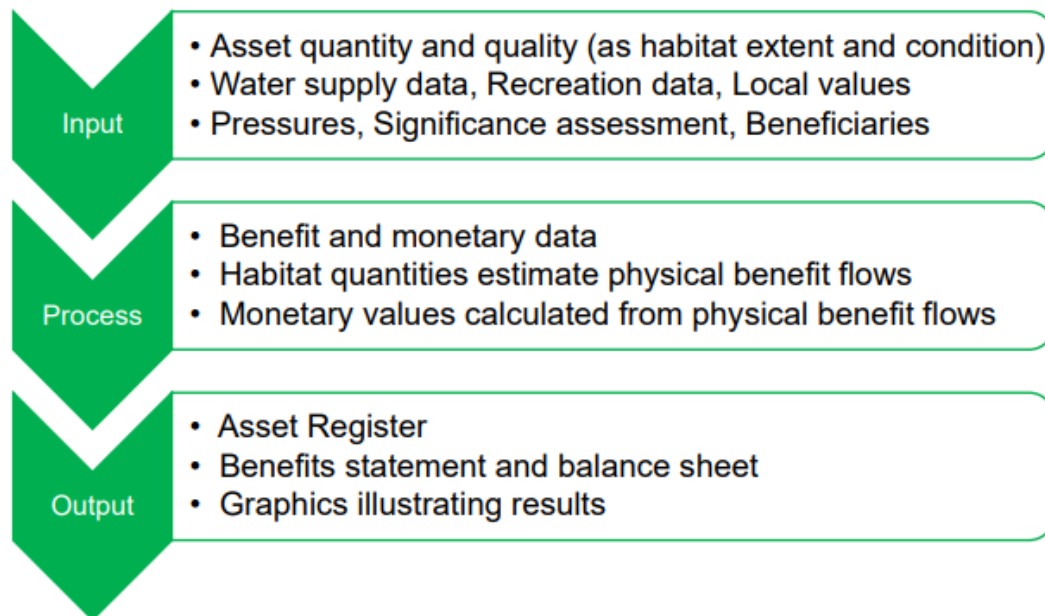 Input
• Asset quantity and quality (as habitat extent and condition)
• Water supply data, Recreation data, Local values
• Pressures, Significance assessment, Beneficiaries
Process
• Benefit and monetary data
• Habitat quantities estimate physical benefit flows
• Monetary values calculated from physical benefit flows
Output
• Asset Register
• Benefits statement and balance sheet
• Graphics illustrating results